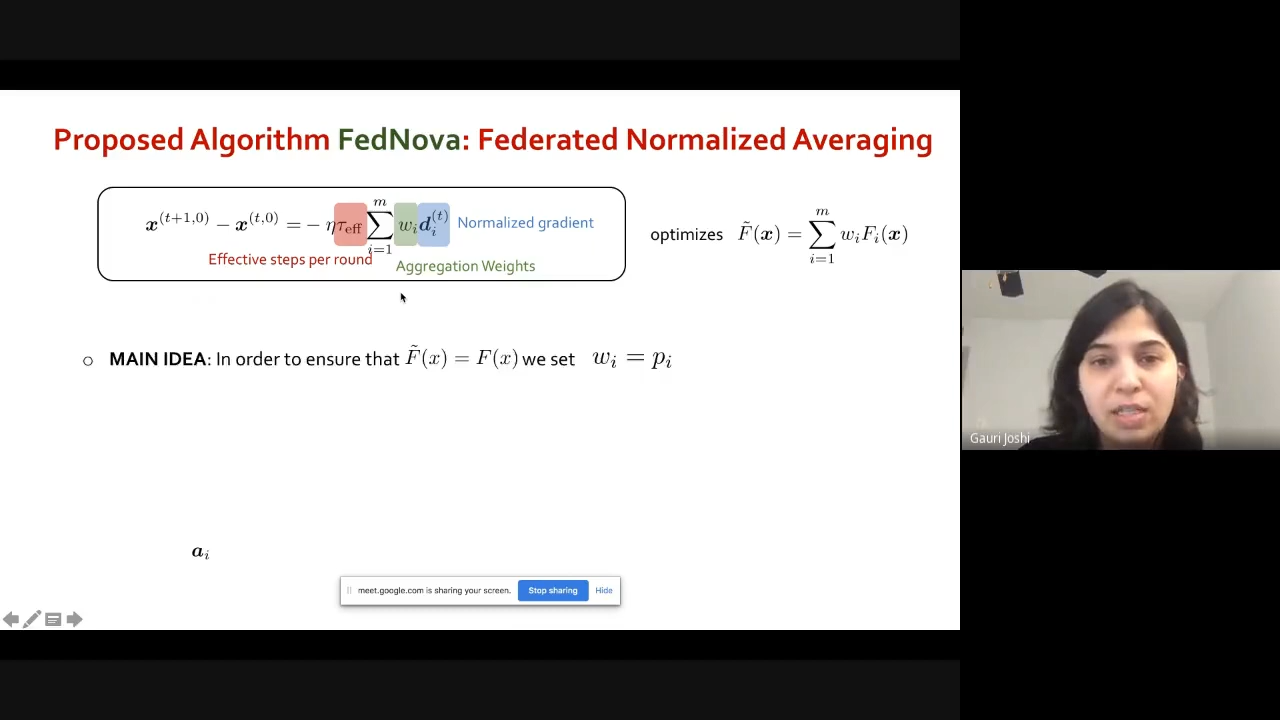 Proposed Algorithm FedNova: Federated Normalized Averaging
x^{(t+1,0)} − x^{(t,0)} = − ητ_eff ∑_{i=1}^{m} w_i d_i^{(t)} Normalized gradient
Effective steps per round
Aggregation Weights
optimizes F̃(x) = ∑_{i=1}^{m} w_i F_i(x)
○ MAIN IDEA: In order to ensure that F̃(x) = F(x) we set w_i = p_i
Gauri Joshi
a_i
meet.google.com is sharing your screen. Stop sharing Hide